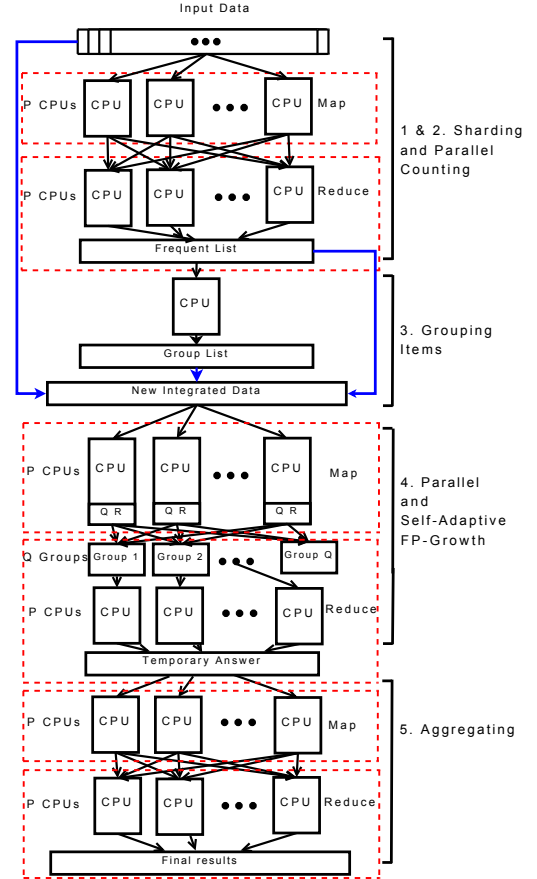 Input Data
P CPUs CPU CPU CPU Map
1 & 2. Sharding
and Parallel
Counting
P CPUs CPU CPU CPU Reduce
Frequent List
CPU
3. Grouping
Items
Group List
New Integrated Data
P CPUs CPU CPU CPU Map
Q R Q R Q R
4. Parallel
and
Self-Adaptive
FP-Growth
Q Groups Group 1 Group 2 Group Q
P CPUs CPU CPU CPU Reduce
Temporary Answer
P CPUs CPU CPU CPU Map
5. Aggregating
P CPUs CPU CPU CPU Reduce
Final results